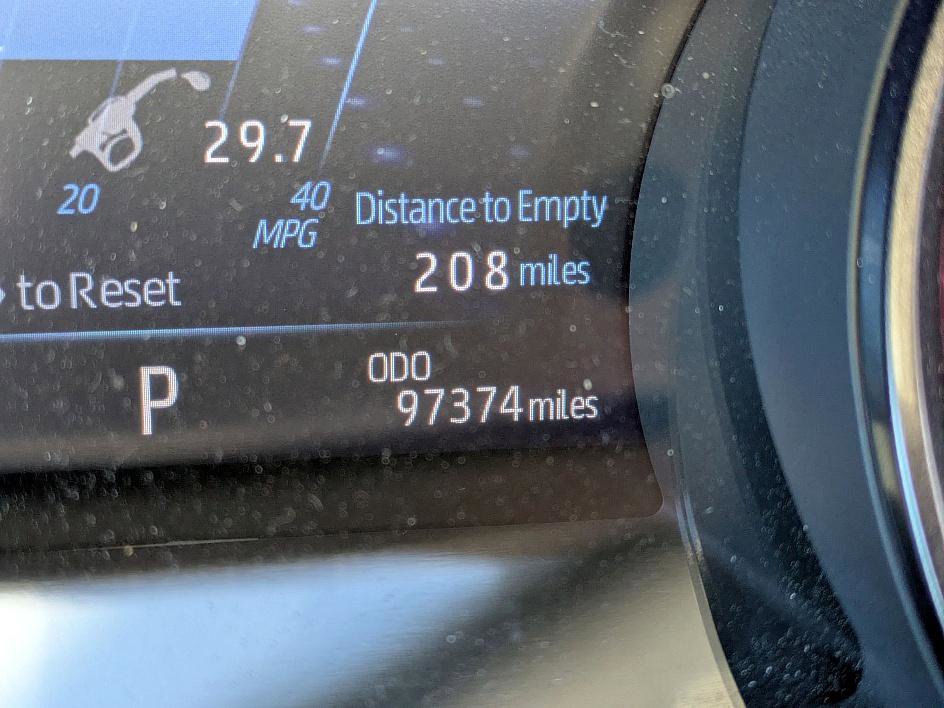 29.7
20 40
MPG
Distance to Empty
208 miles
to Reset
P
ODO
97374 miles